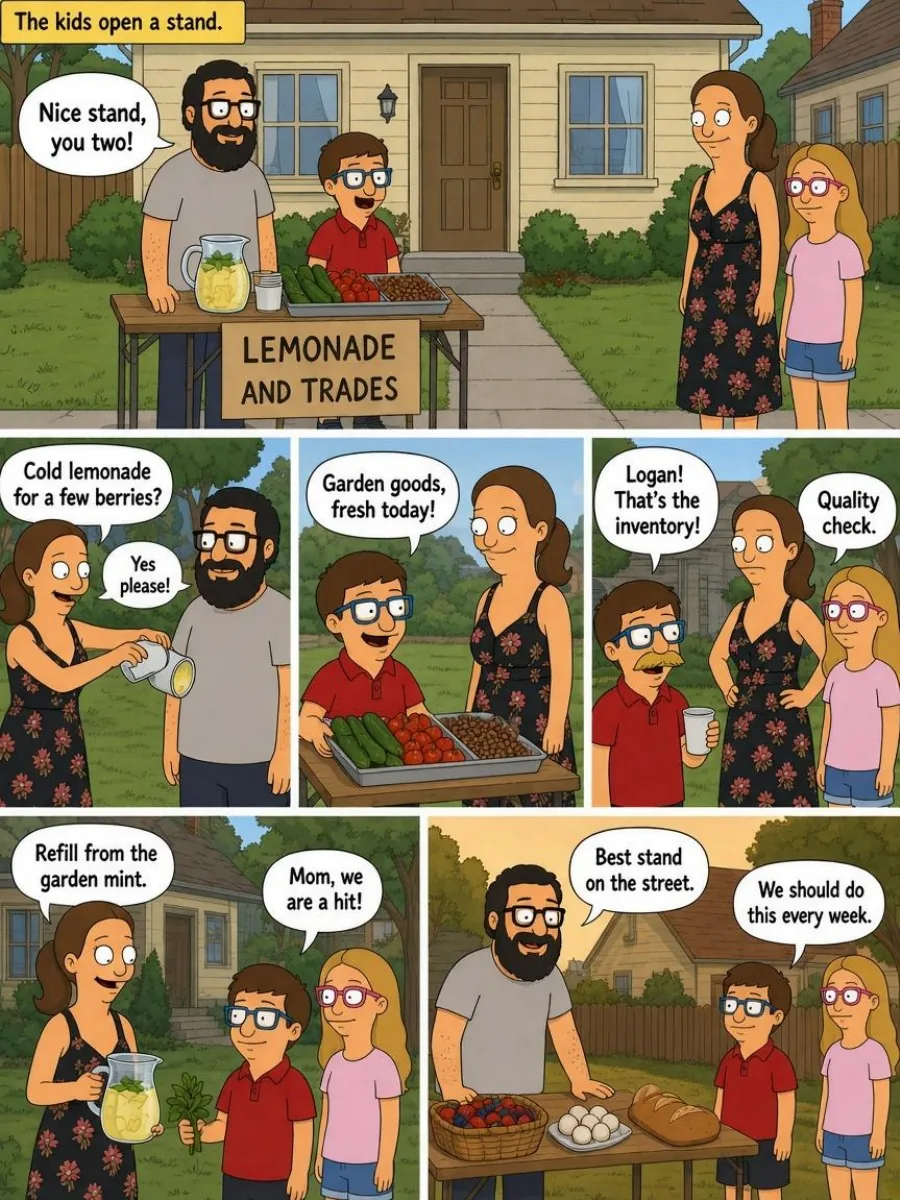 The kids open a stand.
Nice stand,
you two!
LEMONADE
AND TRADES
Cold lemonade
for a few berries?
Yes
please!
Garden goods,
fresh today!
Logan!
That's the
inventory!
Quality
check.
Refill from the
garden mint.
Mom, we
are a hit!
Best stand
on the street.
We should do
this every week.